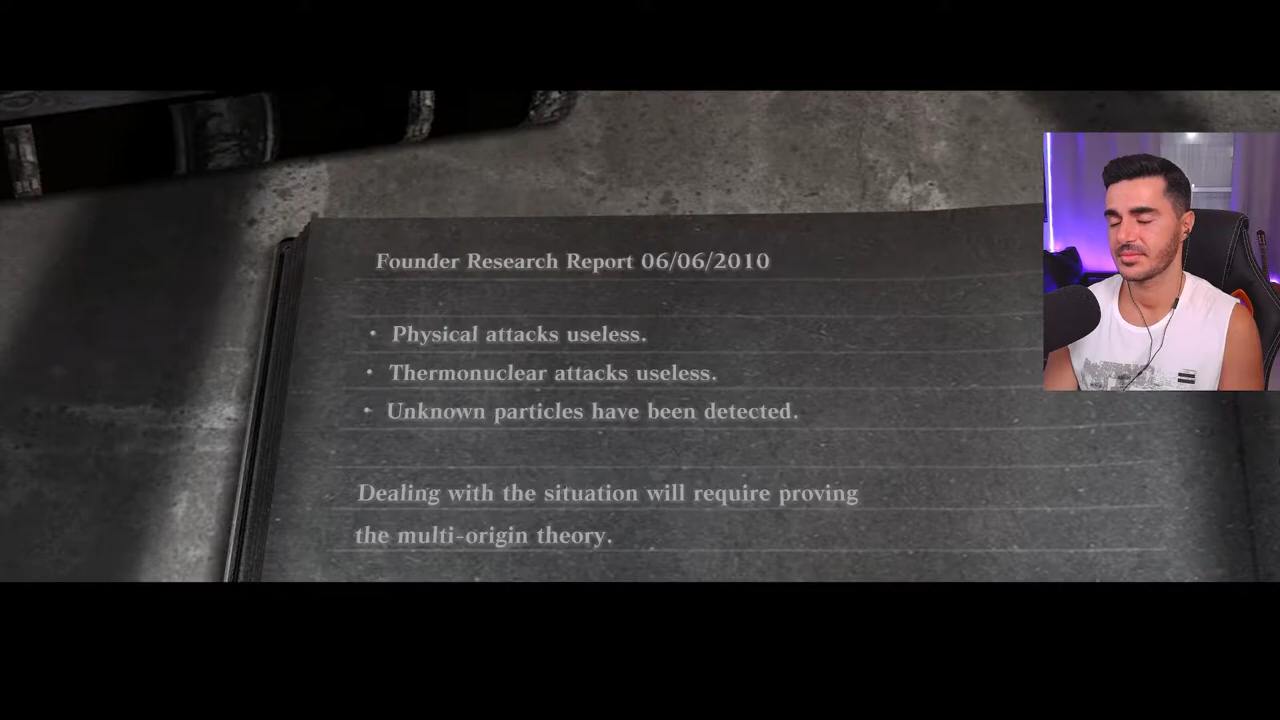 Founder Research Report 06/06/2010
・ Physical attacks useless.
・ Thermonuclear attacks useless.
・ Unknown particles have been detected.
Dealing with the situation will require proving
the multi-origin theory.